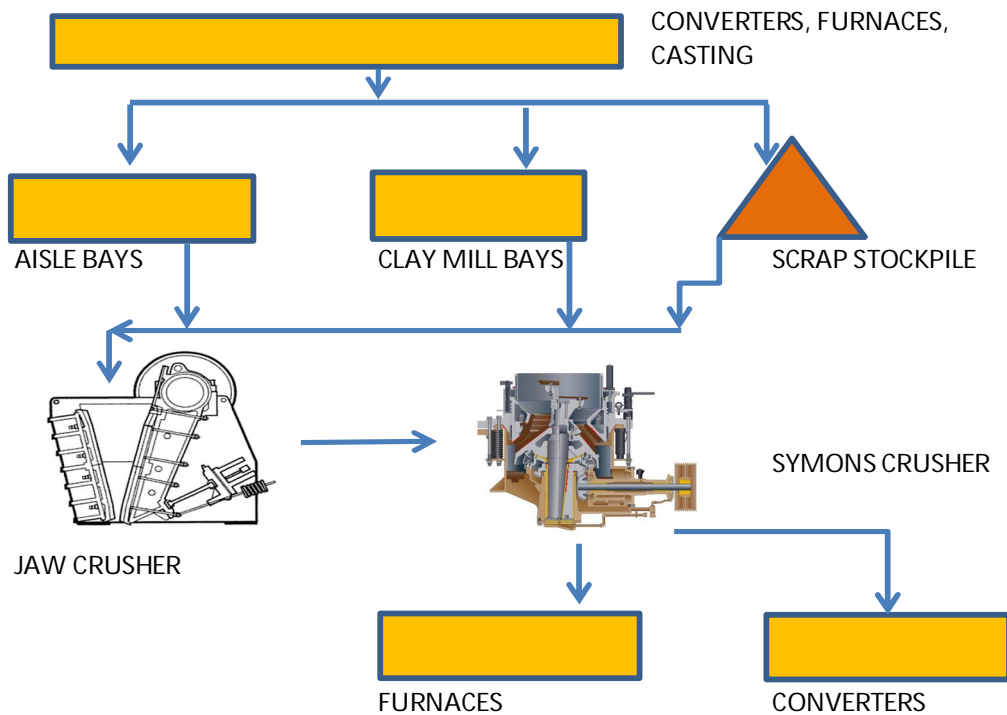 CONVERTERS, FURNACES,
CASTING
AISLE BAYS
CLAY MILL BAYS
SCRAP STOCKPILE
SYMONS CRUSHER
JAW CRUSHER
FURNACES
CONVERTERS